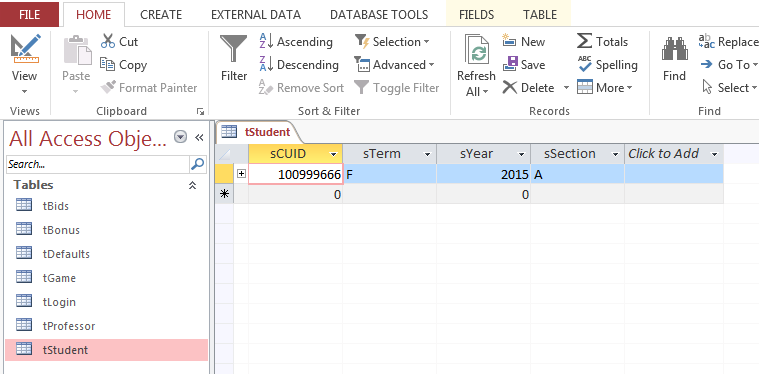 FILE HOME CREATE EXTERNAL DATA DATABASE TOOLS FIELDS TABLE
View
Views
Paste
Cut
Copy
Format Painter
Clipboard
Filter
Ascending
Descending
Remove Sort
Selection
Advanced
Toggle Filter
Sort & Filter
Refresh
All
New
Save
Delete
Totals
Spelling
More
Records
Find
Replace
Go To
Select
Find
All Access Obje...
Search...
Tables
tBids
tBonus
tDefaults
tGame
tLogin
tProfessor
tStudent
tStudent
sCUID sTerm sYear sSection Click to Add
100999666 F 2015 A
0 0